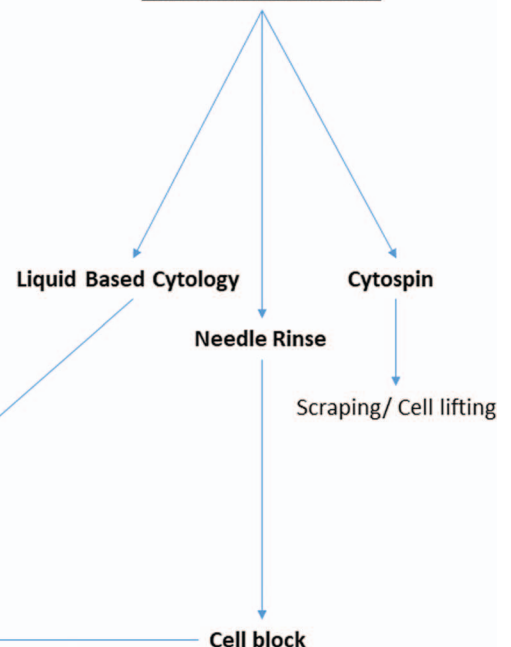 Liquid Based Cytology
Cytospin
Needle Rinse
Scraping/ Cell lifting
Cell block